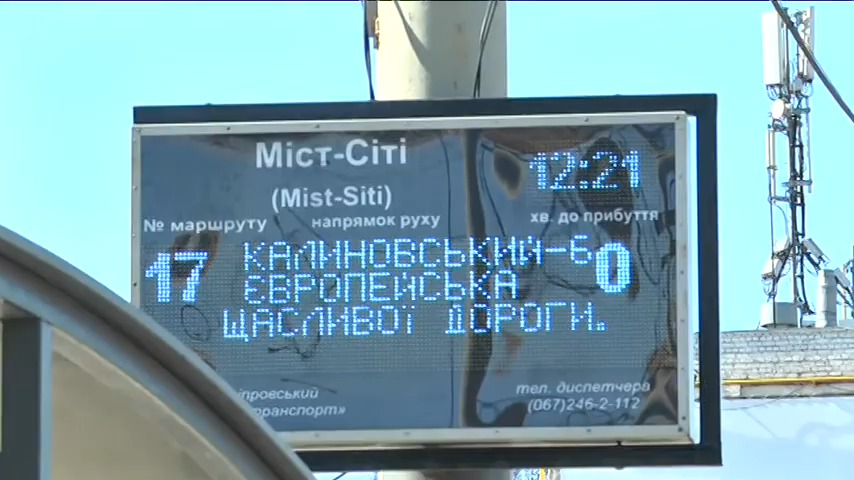 Міст-Сіті
(Mist-Siti)
12:21
№ маршруту напрямок руху хв. до прибуття
17 КАЛИНОВСЬКИЙ-Б 0
ЄВРОПЕЙСЬКА
ЩАСЛИВОЇ ДОРОГИ.
тел. диспетчера
транспорт» (067)246-2-112